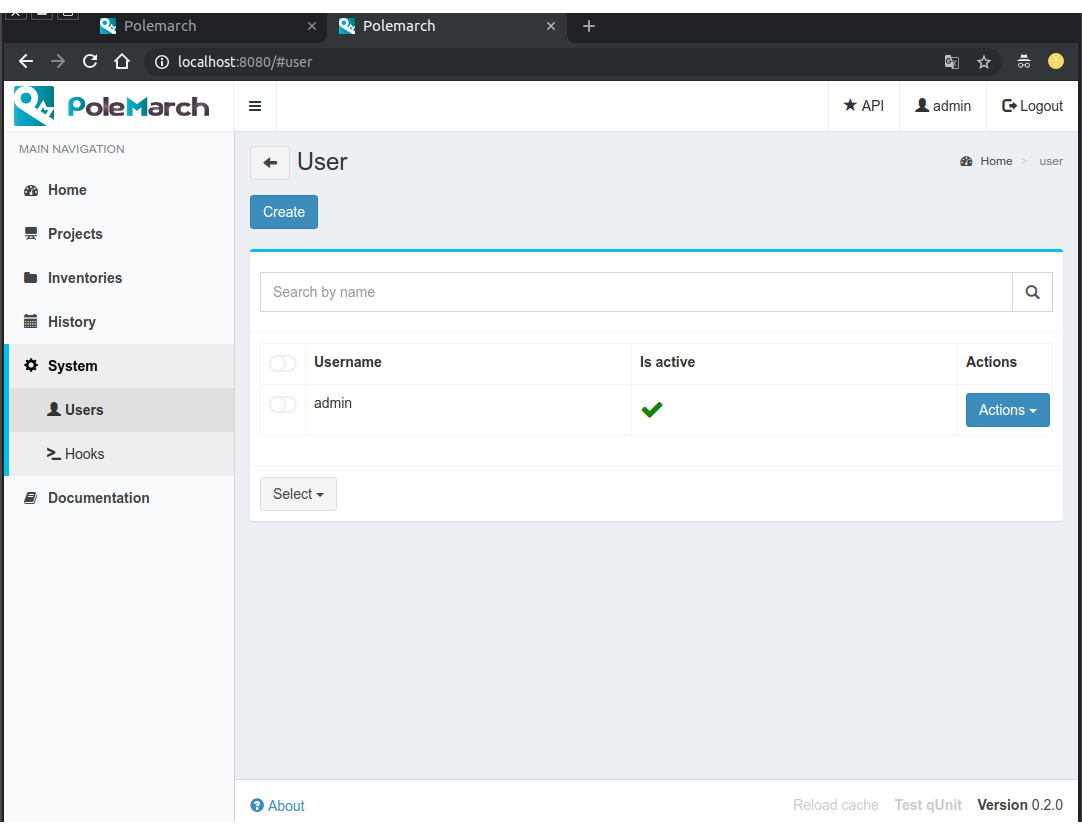 Polemarch
Polemarch
localhost:8080/#user
PoleMarch
API
admin
Logout
MAIN NAVIGATION
Home
Projects
Inventories
History
System
Users
Hooks
Documentation
User
Home > user
Create
Search by name
Username Is active Actions
admin Actions
Select
About
Reload cache Test qUnit Version 0.2.0